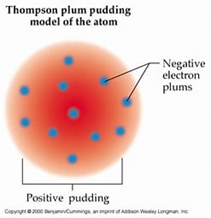 Thompson plum pudding
model of the atom
Negative
electron
plums
Positive pudding
Copyright © 2000 Benjamin/Cummings, an imprint of Addison Wesley Longman, Inc.